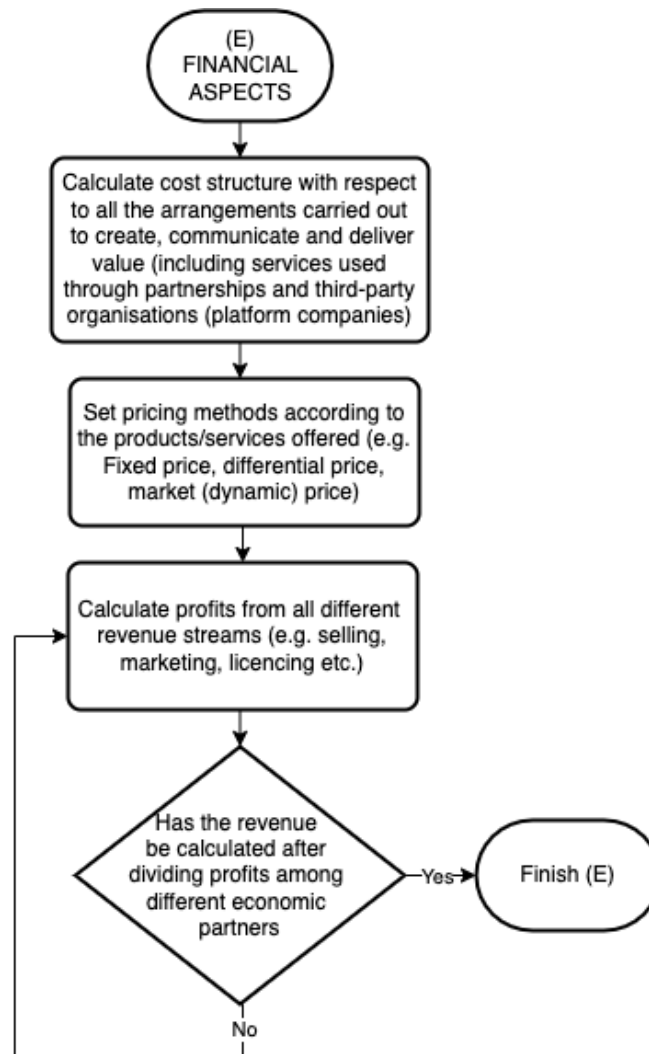 (E)
FINANCIAL
ASPECTS
Calculate cost structure with respect
to all the arrangements carried out
to create, communicate and deliver
value (including services used
through partnerships and third-party
organisations (platform companies)
Set pricing methods according to
the products/services offered (e.g.
Fixed price, differential price,
market (dynamic) price)
Calculate profits from all different
revenue streams (e.g. selling,
marketing, licencing etc.)
Has the revenue
be calculated after
dividing profits among
different economic
partners
Yes
Finish (E)
No